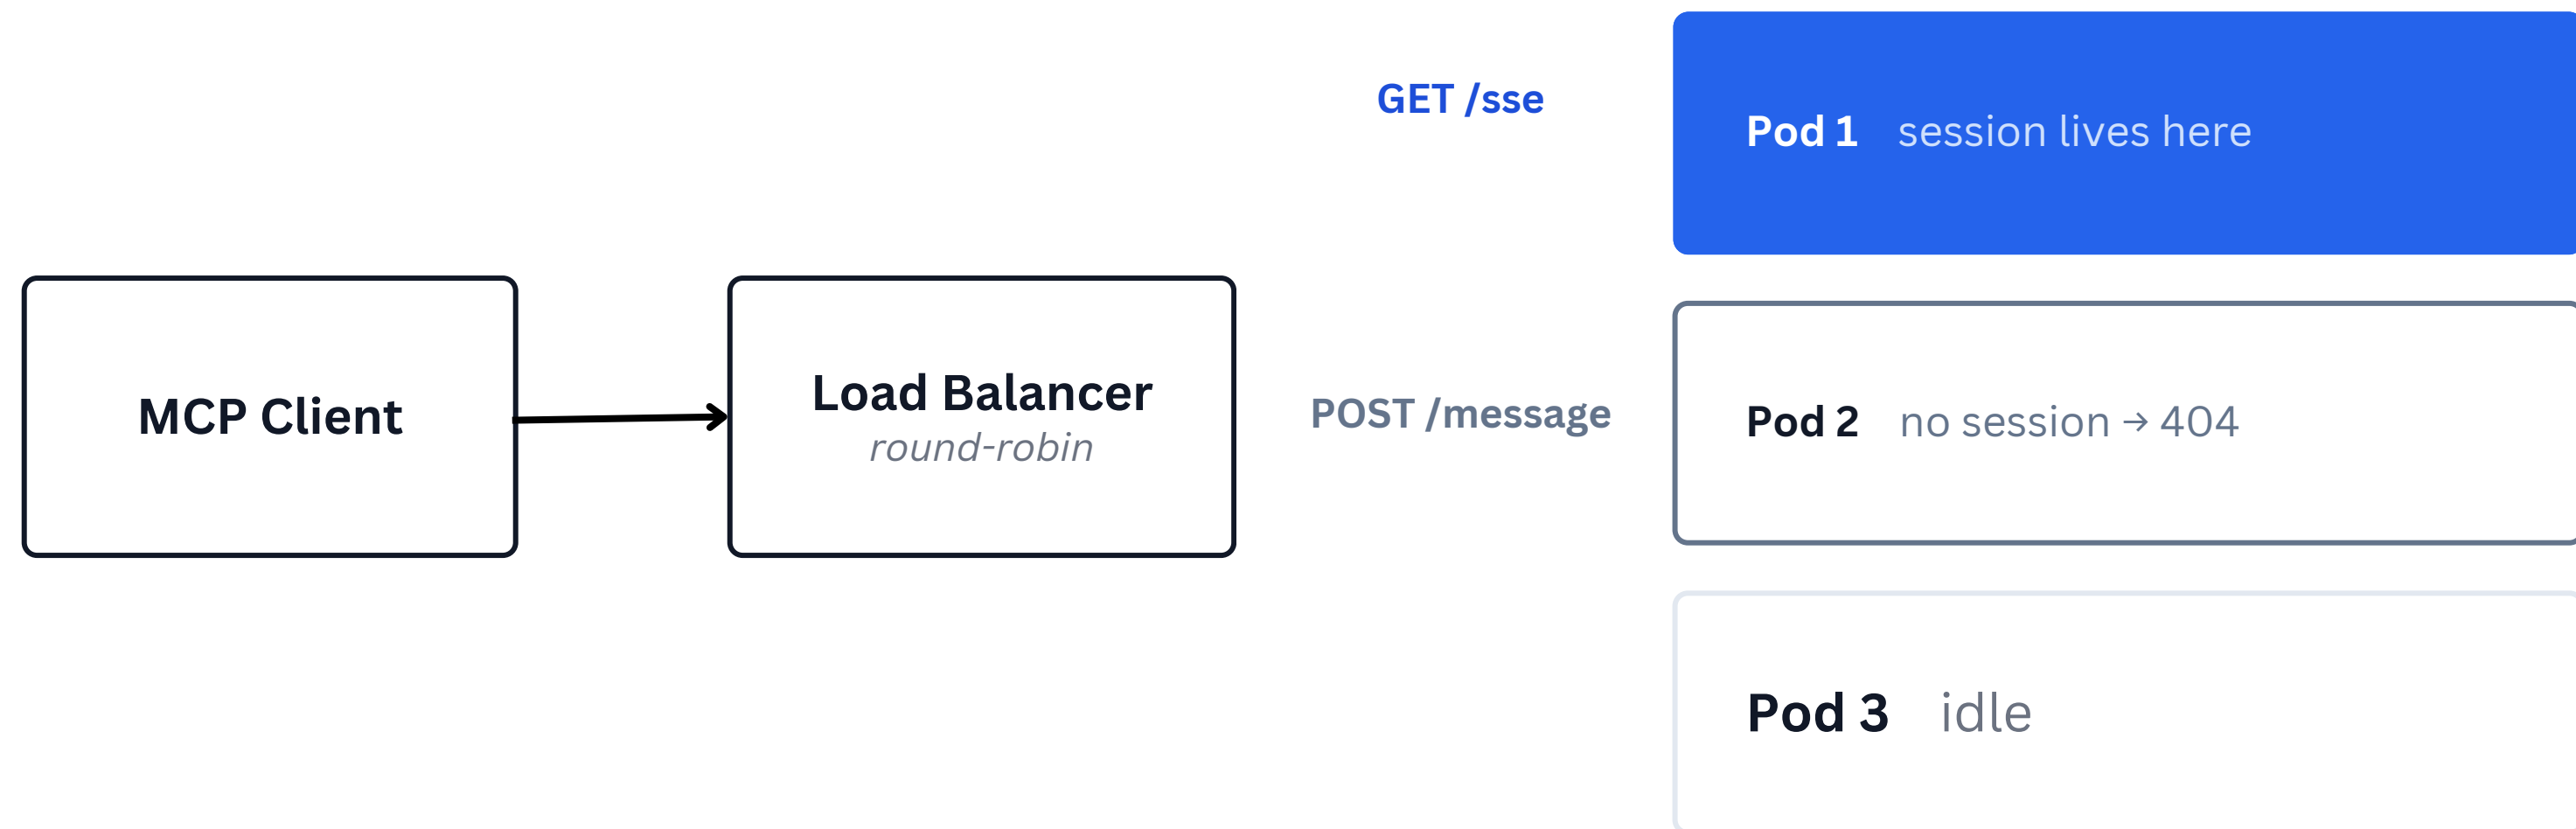 GET /sse
Pod 1 session lives here
MCP Client
Load Balancer
round-robin
POST /message
Pod 2 no session → 404
Pod 3 idle